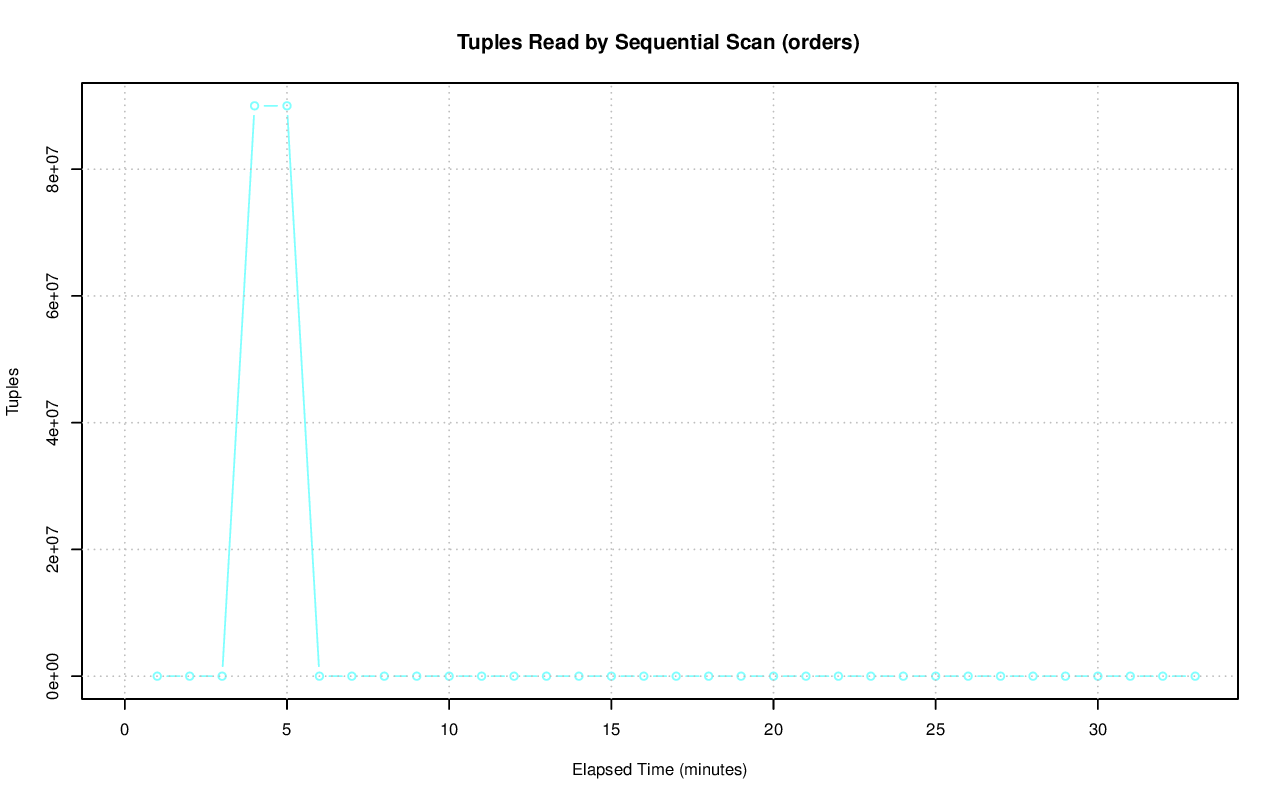 Tuples Read by Sequential Scan (orders)
Tuples
8e+07
6e+07
4e+07
2e+07
0e+00
0 5 10 15 20 25 30
Elapsed Time (minutes)